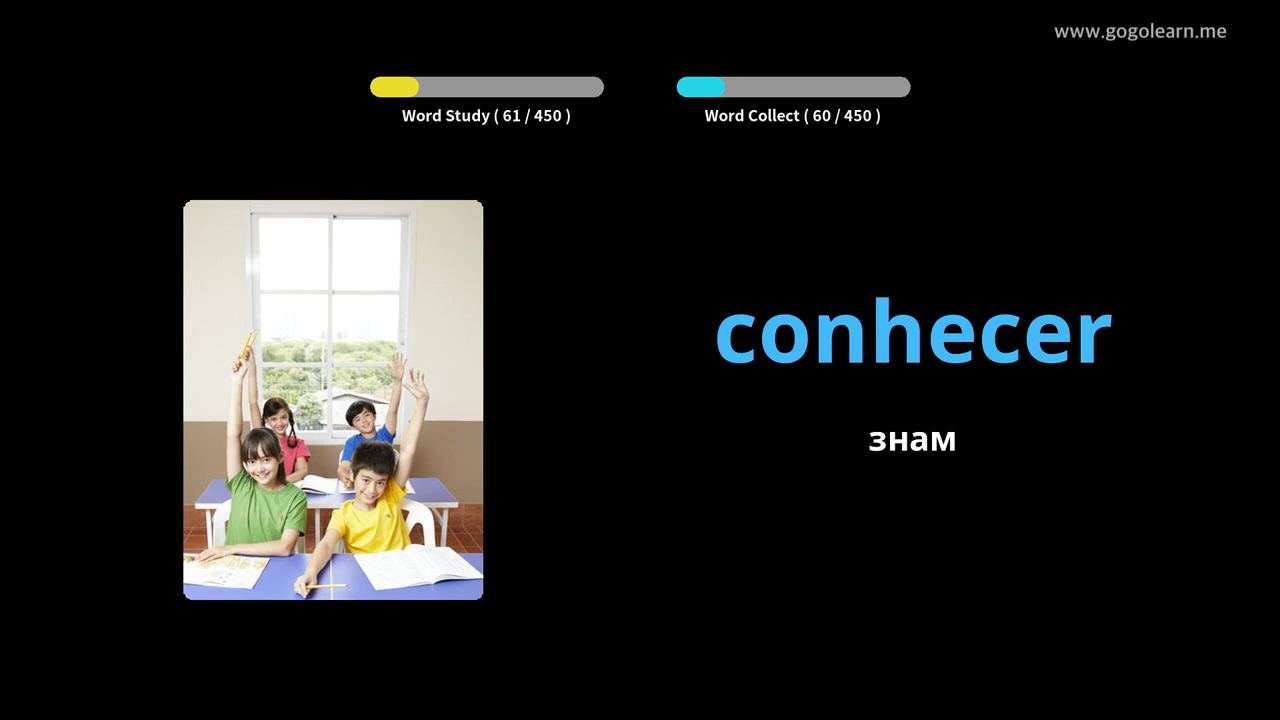 www.gogolearn.me
Word Study ( 61 / 450 )
Word Collect ( 60 / 450 )
conhecer
знам